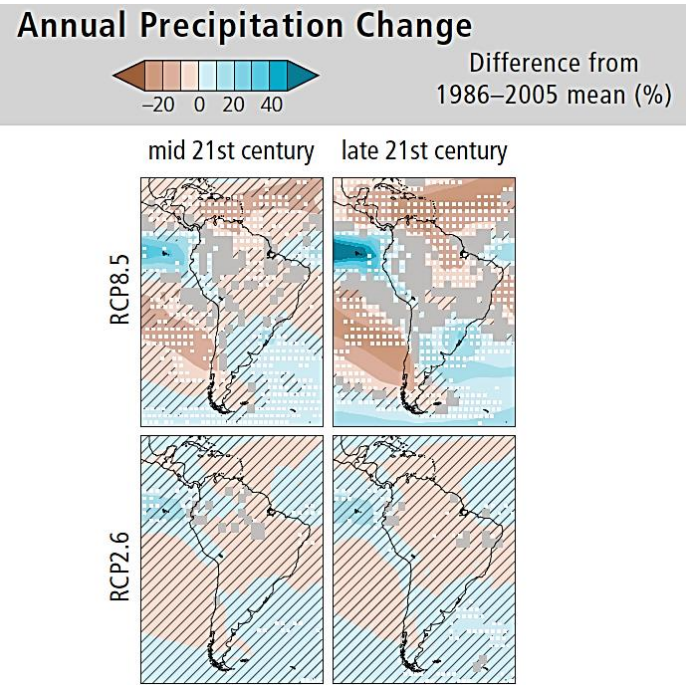 Annual Precipitation Change
–20 0 20 40
Difference from
1986–2005 mean (%)
mid 21st century late 21st century
RCP8.5
RCP2.6